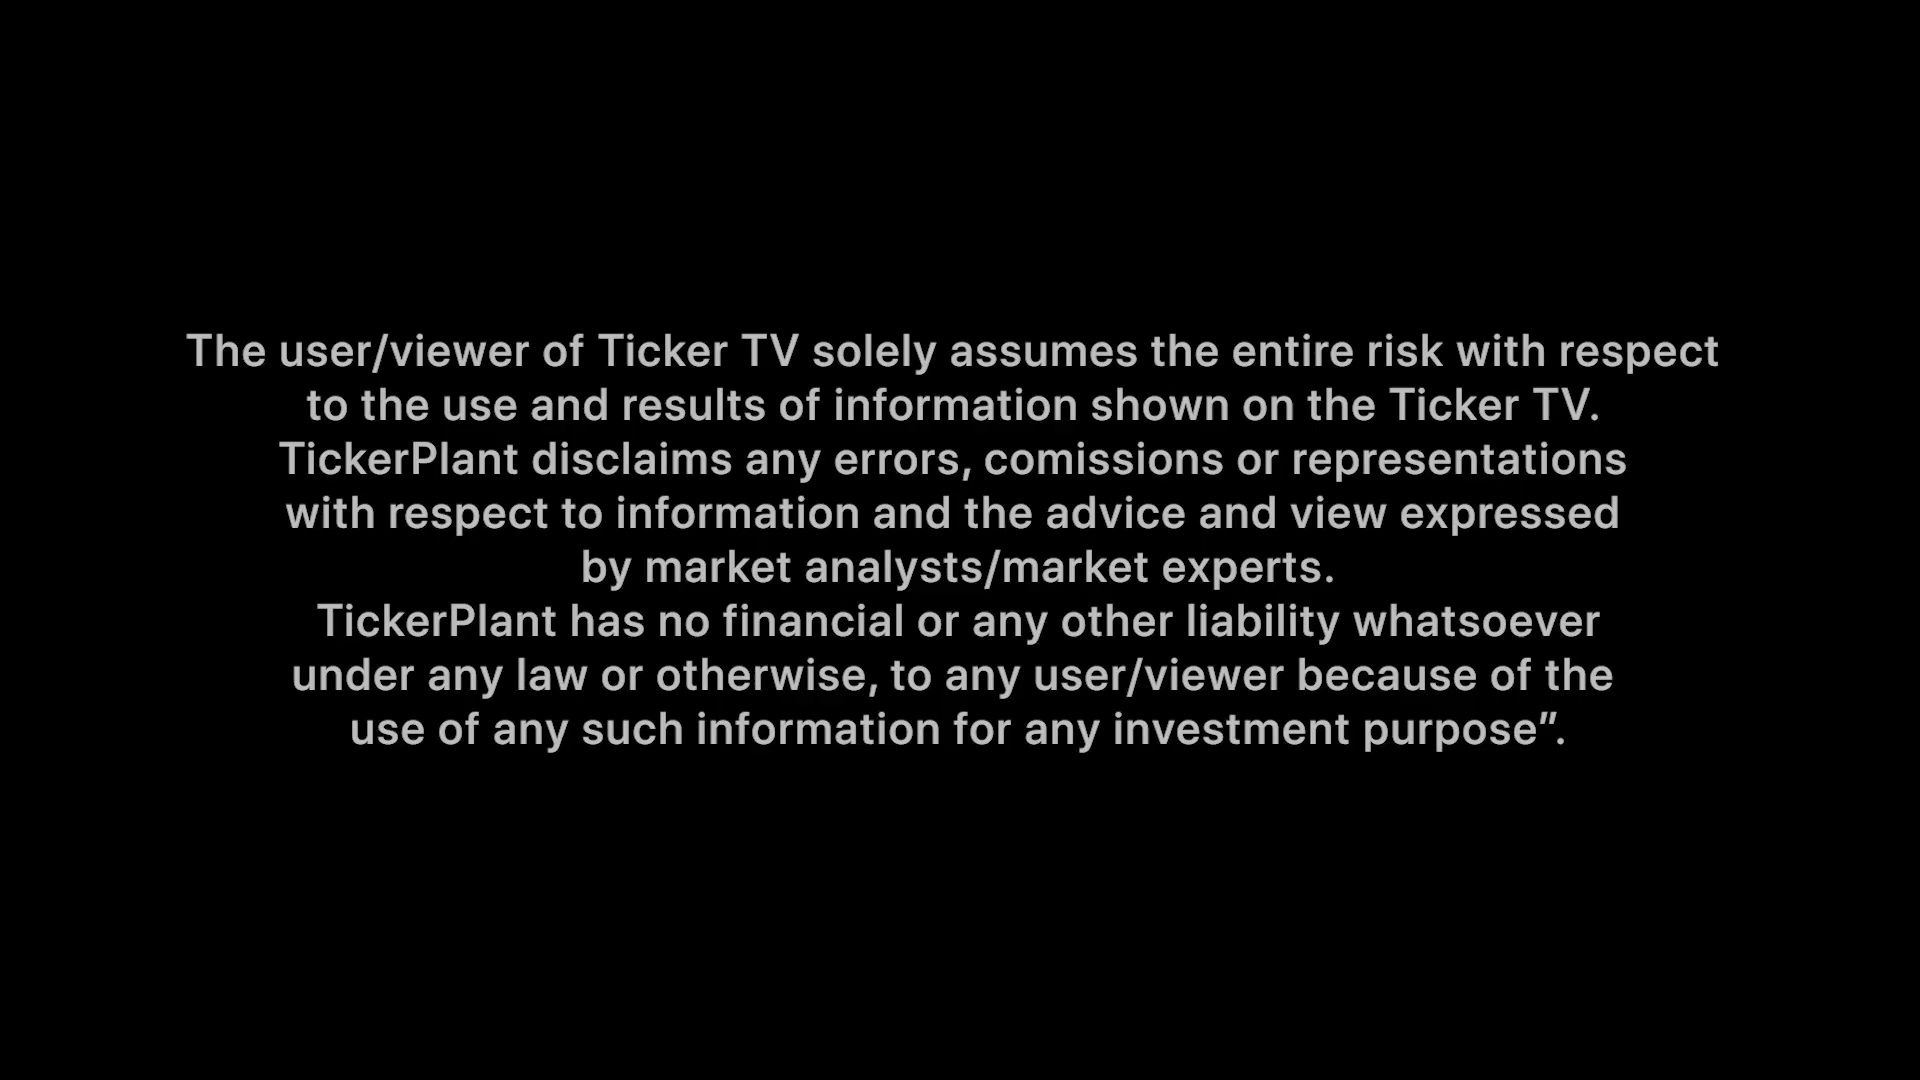 The user/viewer of Ticker TV solely assumes the entire risk with respect
to the use and results of information shown on the Ticker TV.
TickerPlant disclaims any errors, comissions or representations
with respect to information and the advice and view expressed
by market analysts/market experts.
TickerPlant has no financial or any other liability whatsoever
under any law or otherwise, to any user/viewer because of the
use of any such information for any investment purpose”.